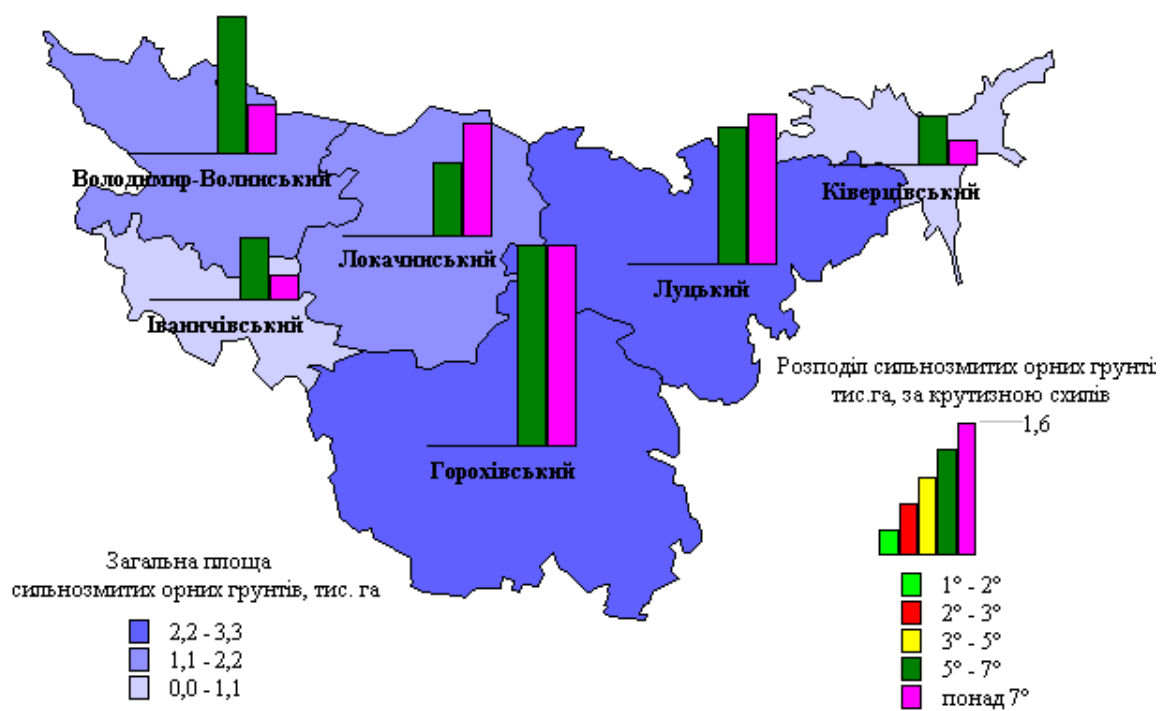 Володимир-Волинський
Ківерцівський
Локачинський
Луцький
Іваничівський
Горохівський
Розподіл сильнозмитих орних грунтів
тис.га, за крутизною схилів
1,6
1° - 2°
2° - 3°
3° - 5°
5° - 7°
понад 7°
Загальна площа
сильнозмитих орних грунтів, тис. га
2,2 - 3,3
1,1 - 2,2
0,0 - 1,1